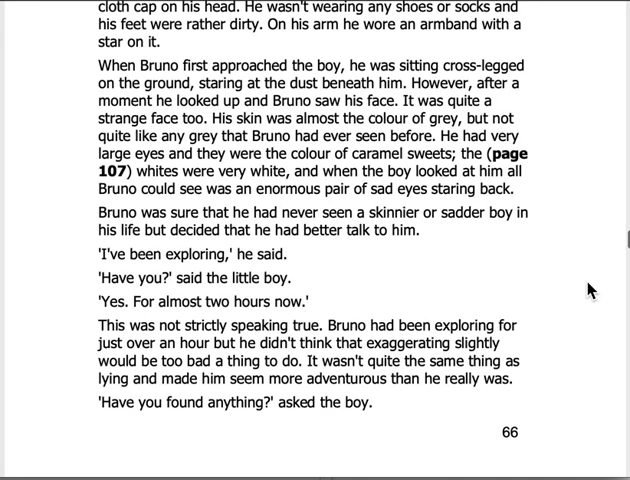 cloth cap on his head. He wasn't wearing any shoes or socks and
his feet were rather dirty. On his arm he wore an armband with a
star on it.
When Bruno first approached the boy, he was sitting cross-legged
on the ground, staring at the dust beneath him. However, after a
moment he looked up and Bruno saw his face. It was quite a
strange face too. His skin was almost the colour of grey, but not
quite like any grey that Bruno had ever seen before. He had very
large eyes and they were the colour of caramel sweets; the (page
107) whites were very white, and when the boy looked at him all
Bruno could see was an enormous pair of sad eyes staring back.
Bruno was sure that he had never seen a skinnier or sadder boy in
his life but decided that he had better talk to him.
'I've been exploring,' he said.
'Have you?' said the little boy.
'Yes. For almost two hours now.'
This was not strictly speaking true. Bruno had been exploring for
just over an hour but he didn't think that exaggerating slightly
would be too bad a thing to do. It wasn't quite the same thing as
lying and made him seem more adventurous than he really was.
'Have you found anything?' asked the boy.
66